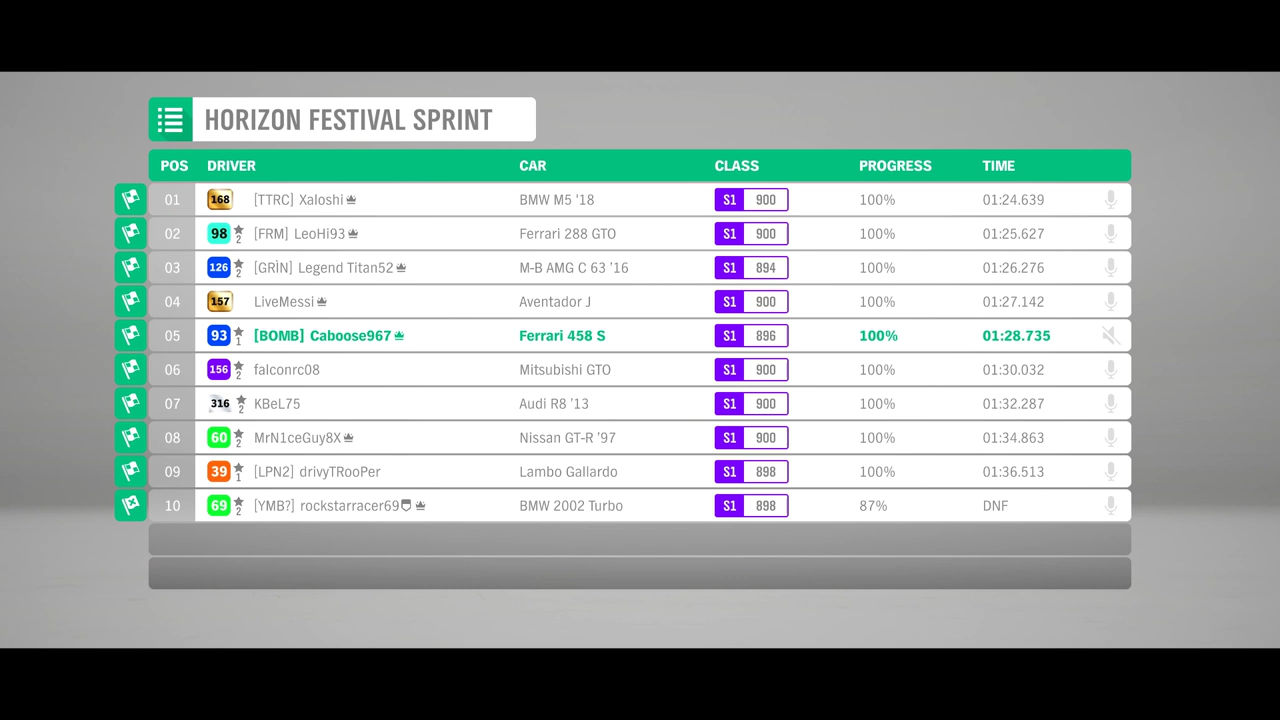 HORIZON FESTIVAL SPRINT
POS DRIVER CAR CLASS PROGRESS TIME
01 168 [TTRC] Xaloshi BMW M5 '18 S1 900 100% 01:24.639
02 98 2 [FRM] LeoHi93 Ferrari 288 GTO S1 900 100% 01:25.627
03 126 2 [GRÌN] Legend Titan52 M-B AMG C 63 '16 S1 894 100% 01:26.276
04 157 LiveMessi Aventador J S1 900 100% 01:27.142
05 93 1 [BOMB] Caboose967 Ferrari 458 S S1 896 100% 01:28.735
06 156 2 falconrc08 Mitsubishi GTO S1 900 100% 01:30.032
07 316 2 KBeL75 Audi R8 '13 S1 900 100% 01:32.287
08 60 2 MrN1ceGuy8X Nissan GT-R '97 S1 900 100% 01:34.863
09 39 1 [LPN2] drivyTRooPer Lambo Gallardo S1 898 100% 01:36.513
10 69 2 [YMB?] rockstarracer69 BMW 2002 Turbo S1 898 87% DNF